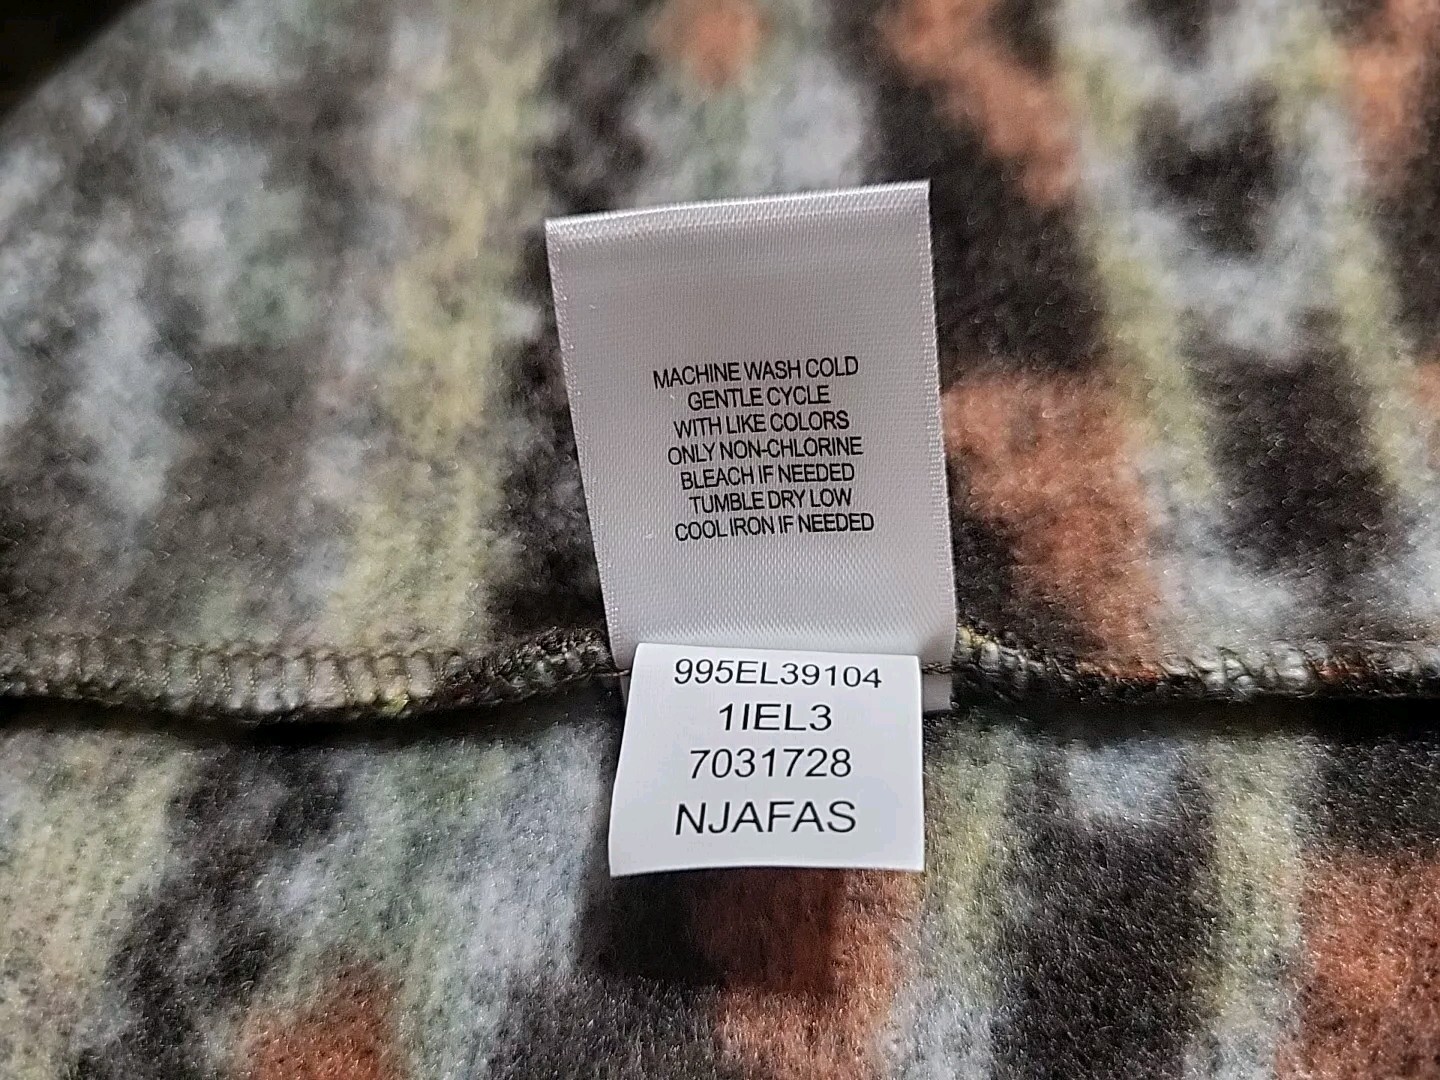 MACHINE WASH COLD
GENTLE CYCLE
WITH LIKE COLORS
ONLY NON-CHLORINE
BLEACH IF NEEDED
TUMBLE DRY LOW
COOL IRON IF NEEDED
995EL39104
1IEL3
7031728
NJAFAS